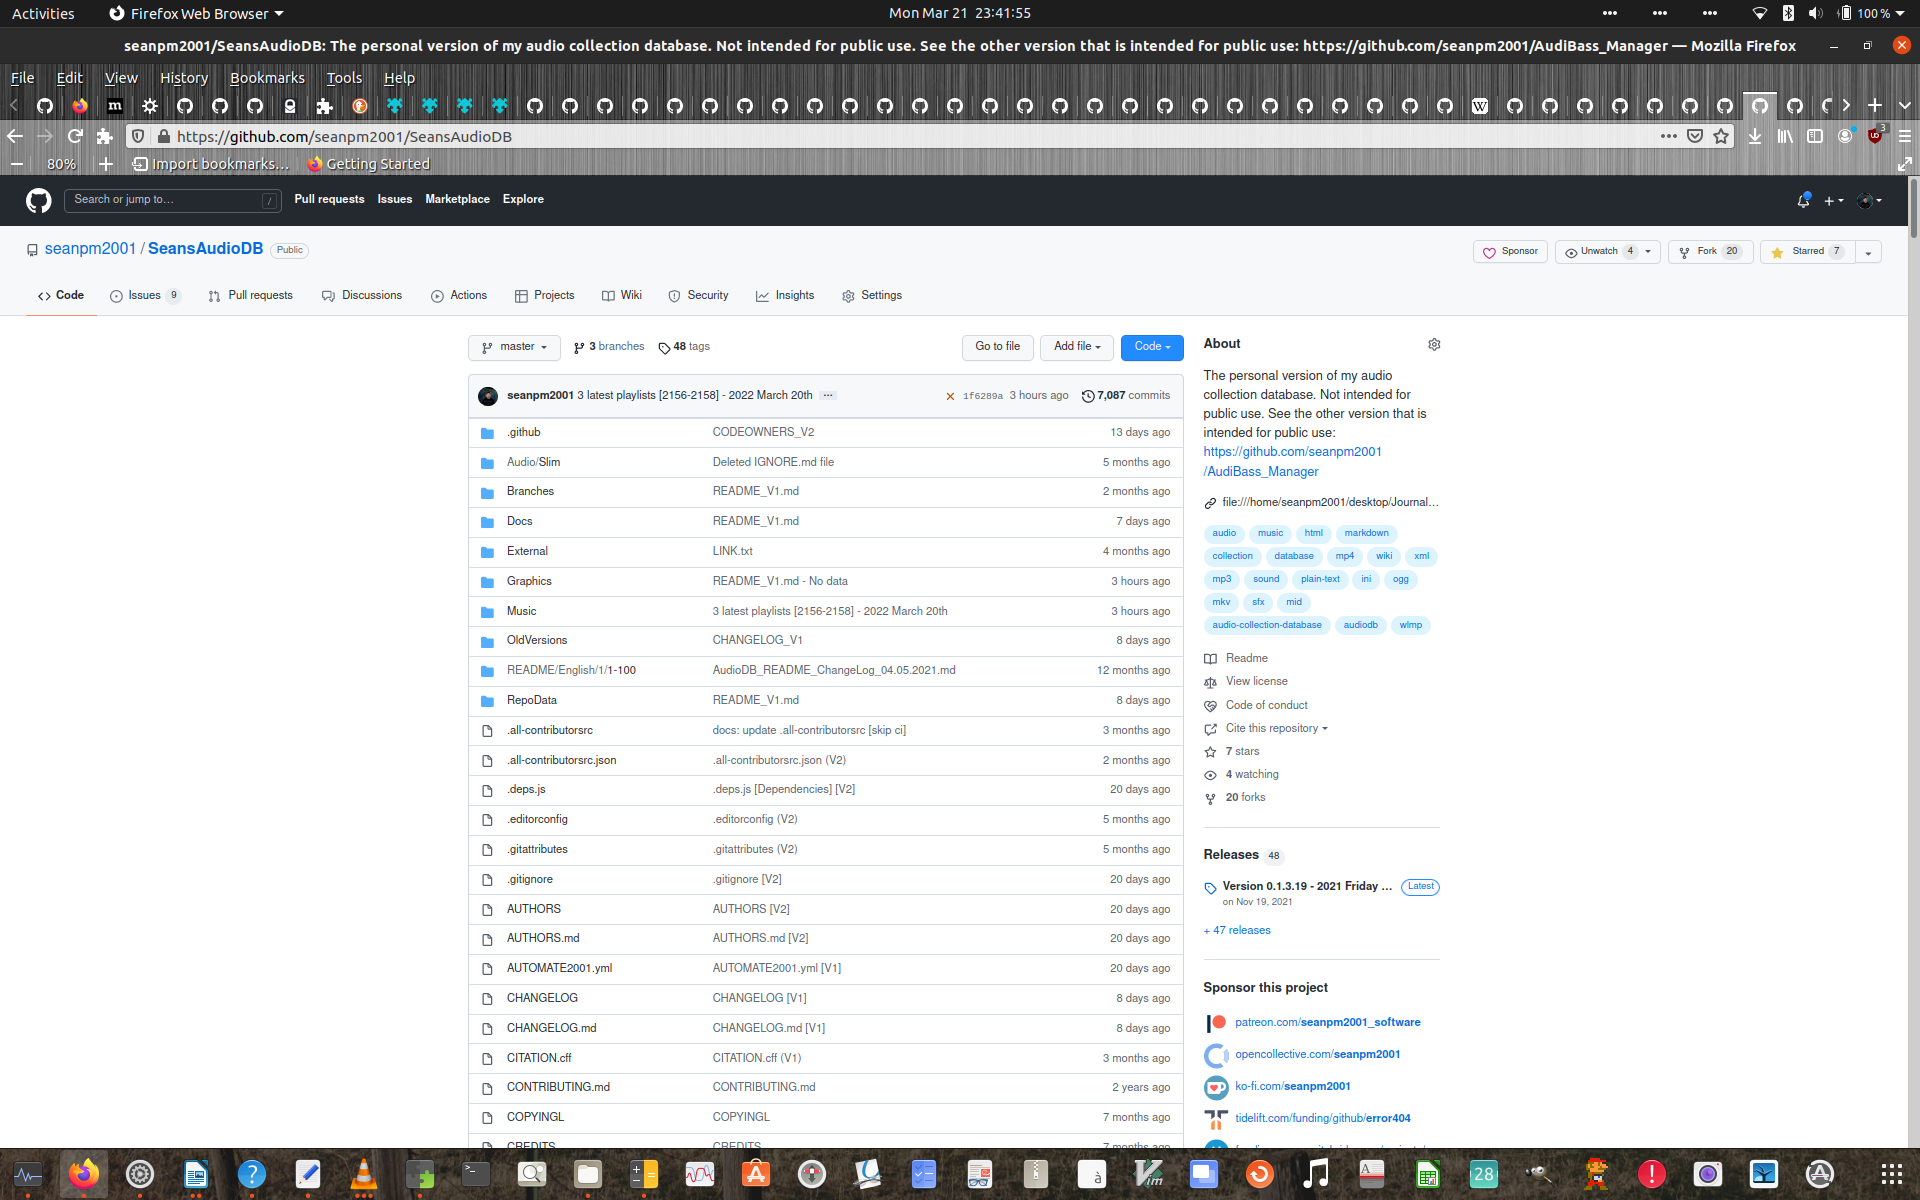 Activities
Firefox Web Browser
Mon Mar 21 23:41:55
100 %
seanpm2001/SeansAudioDB: The personal version of my audio collection database. Not intended for public use. See the other version that is intended for public use: https://github.com/seanpm2001/AudiBass_Manager — Mozilla Firefox
File Edit View History Bookmarks Tools Help
https://github.com/seanpm2001/SeansAudioDB
3
80%
Import bookmarks...
Getting Started
Search or jump to...
/
Pull requests Issues Marketplace Explore
seanpm2001 / SeansAudioDB Public
Sponsor
Unwatch 4
Fork 20
Starred 7
Code
Issues 9
Pull requests
Discussions
Actions
Projects
Wiki
Security
Insights
Settings
master
3 branches
48 tags
Go to file
Add file
Code
seanpm2001 3 latest playlists [2156-2158] - 2022 March 20th ...
1f6289a 3 hours ago
7,087 commits
.github CODEOWNERS_V2 13 days ago
Audio/Slim Deleted IGNORE.md file 5 months ago
Branches README_V1.md 2 months ago
Docs README_V1.md 7 days ago
External LINK.txt 4 months ago
Graphics README_V1.md - No data 3 hours ago
Music 3 latest playlists [2156-2158] - 2022 March 20th 3 hours ago
OldVersions CHANGELOG_V1 8 days ago
README/English/1/1-100 AudioDB_README_ChangeLog_04.05.2021.md 12 months ago
RepoData README_V1.md 8 days ago
.all-contributorsrc docs: update .all-contributorsrc [skip ci] 3 months ago
.all-contributorsrc.json .all-contributorsrc.json (V2) 2 months ago
.deps.js .deps.js [Dependencies] [V2] 20 days ago
.editorconfig .editorconfig (V2) 5 months ago
.gitattributes .gitattributes (V2) 5 months ago
.gitignore .gitignore [V2] 20 days ago
AUTHORS AUTHORS [V2] 20 days ago
AUTHORS.md AUTHORS.md [V2] 20 days ago
AUTOMATE2001.yml AUTOMATE2001.yml [V1] 20 days ago
CHANGELOG CHANGELOG [V1] 8 days ago
CHANGELOG.md CHANGELOG.md [V1] 8 days ago
CITATION.cff CITATION.cff (V1) 3 months ago
CONTRIBUTING.md CONTRIBUTING.md 2 years ago
COPYINGL COPYINGL 7 months ago
CREDITS CREDITS 7 months ago
About
The personal version of my audio
collection database. Not intended for
public use. See the other version that is
intended for public use:
https://github.com/seanpm2001
/AudiBass_Manager
file:///home/seanpm2001/desktop/Journal...
audio music html markdown
collection database mp4 wiki xml
mp3 sound plain-text ini ogg
mkv sfx mid
audio-collection-database audiodb wlmp
Readme
View license
Code of conduct
Cite this repository
7 stars
4 watching
20 forks
Releases 48
Version 0.1.3.19 - 2021 Friday ... Latest
on Nov 19, 2021
+ 47 releases
Sponsor this project
patreon.com/seanpm2001_software
opencollective.com/seanpm2001
ko-fi.com/seanpm2001
tidelift.com/funding/github/error404
28